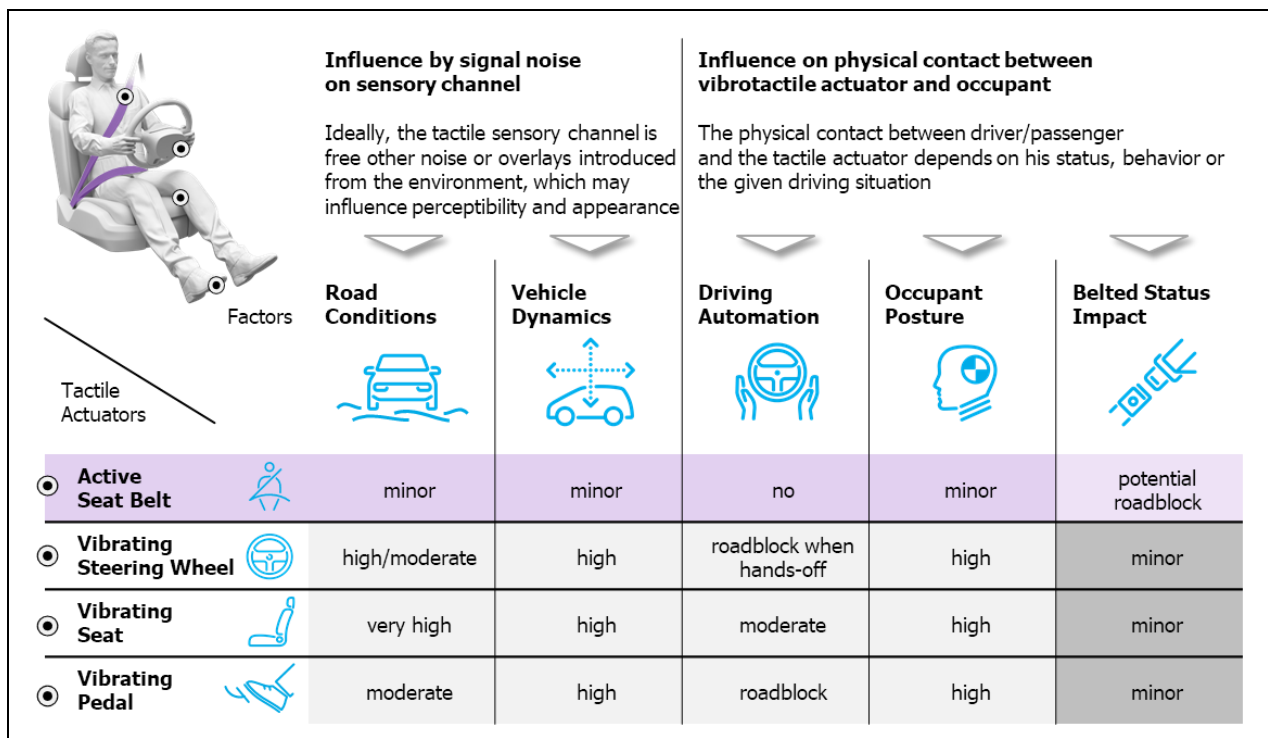 Influence by signal noise
on sensory channel
Ideally, the tactile sensory channel is
free other noise or overlays introduced
from the environment, which may
influence perceptibility and appearance
Influence on physical contact between
vibrotactile actuator and occupant
The physical contact between driver/passenger
and the tactile actuator depends on his status, behavior or
the given driving situation
Factors
Tactile
Actuators
Road
Conditions
Vehicle
Dynamics
Driving
Automation
Occupant
Posture
Belted Status
Impact
Active
Seat Belt
minor
minor
no
minor
potential
roadblock
Vibrating
Steering Wheel
high/moderate
high
roadblock when
hands-off
high
minor
Vibrating
Seat
very high
high
moderate
high
minor
Vibrating
Pedal
moderate
high
roadblock
high
minor